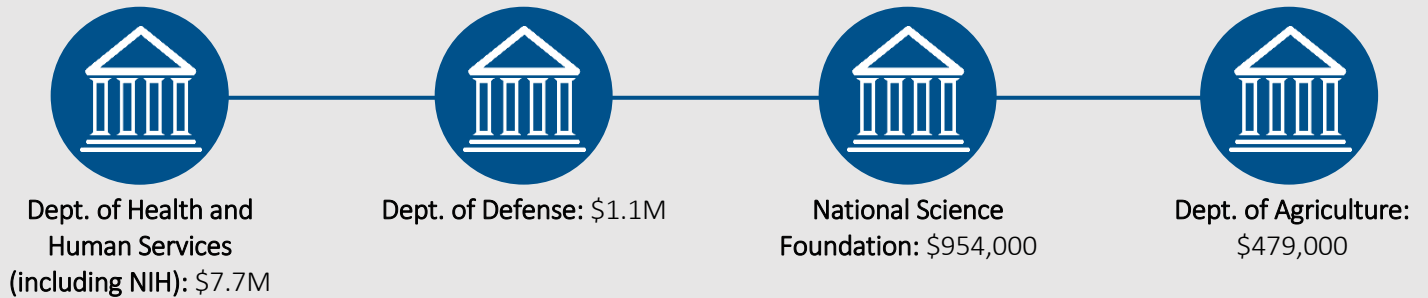 Dept. of Health and
Human Services
(including NIH): $7.7M
Dept. of Defense: $1.1M
National Science
Foundation: $954,000
Dept. of Agriculture:
$479,000